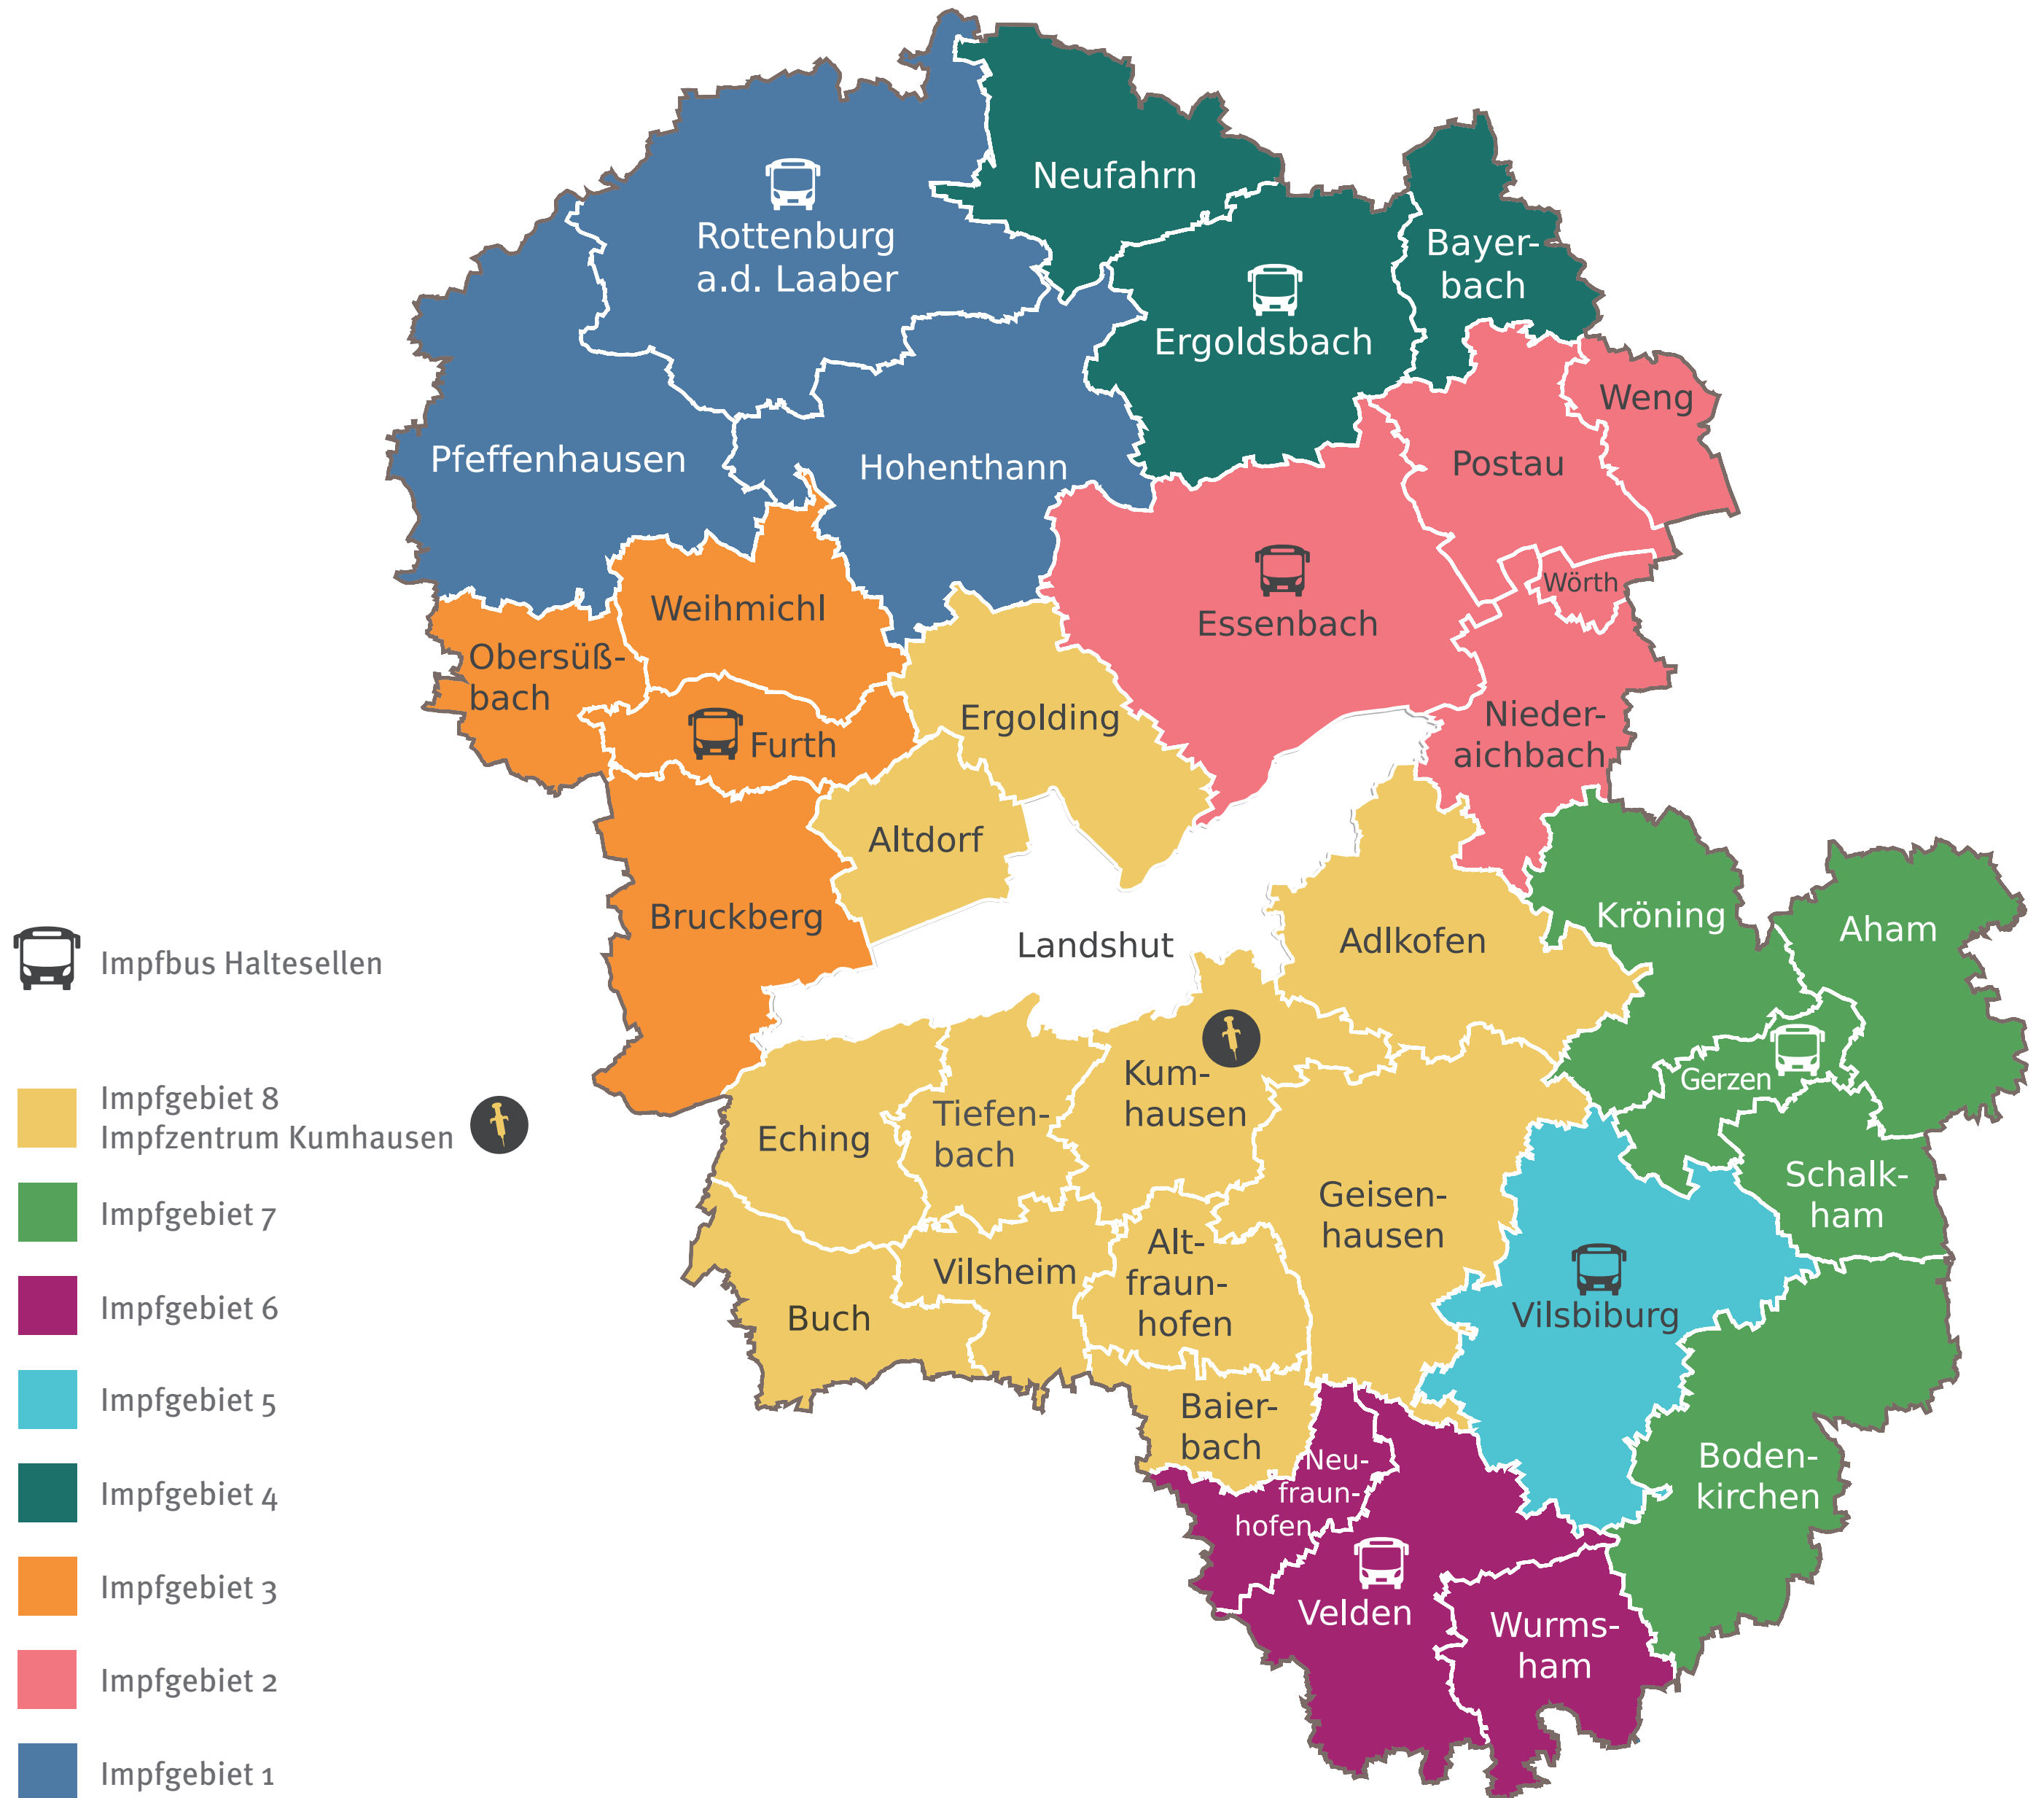 Neufahrn
Rottenburg
a.d. Laaber
Bayer-
bach
Ergoldsbach
Weng
Pfeffenhausen
Hohenthann
Postau
Wörth
Weihmichl
Essenbach
Obersüß-
bach
Ergolding
Furth
Nieder-
aichbach
Altdorf
Bruckberg
Landshut
Adlkofen
Kröning
Aham
Kum-
hausen
Gerzen
Eching
Tiefen-
bach
Geisen-
hausen
Schalk-
ham
Vilsheim
Alt-
fraun-
hofen
Buch
Vilsbiburg
Baier-
bach
Neu-
fraun-
hofen
Boden-
kirchen
Velden
Wurms-
ham
Impfbus Haltesellen
Impfgebiet 8
Impfzentrum Kumhausen
Impfgebiet 7
Impfgebiet 6
Impfgebiet 5
Impfgebiet 4
Impfgebiet 3
Impfgebiet 2
Impfgebiet 1